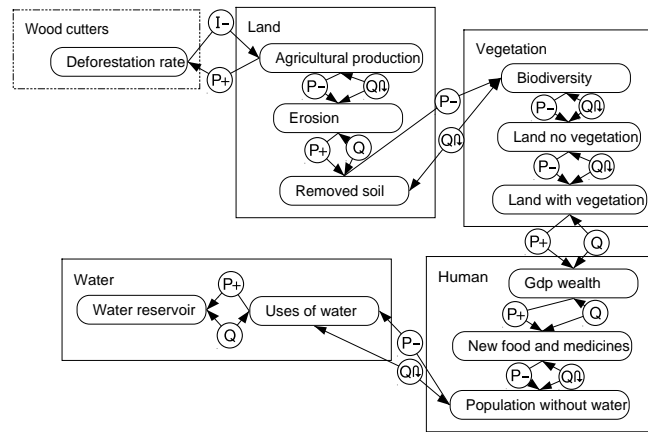 Wood cutters
Deforestation rate
I−
P+
Land
Agricultural production
P−
Q
Erosion
P+
Q
Removed soil
P−
Q
Vegetation
Biodiversity
P−
Q
Land no vegetation
P−
Q
Land with vegetation
P+
Q
Human
Gdp wealth
P+
Q
New food and medicines
P−
Q
Population without water
Water
Water reservoir
P+
Q
Uses of water
P−
Q